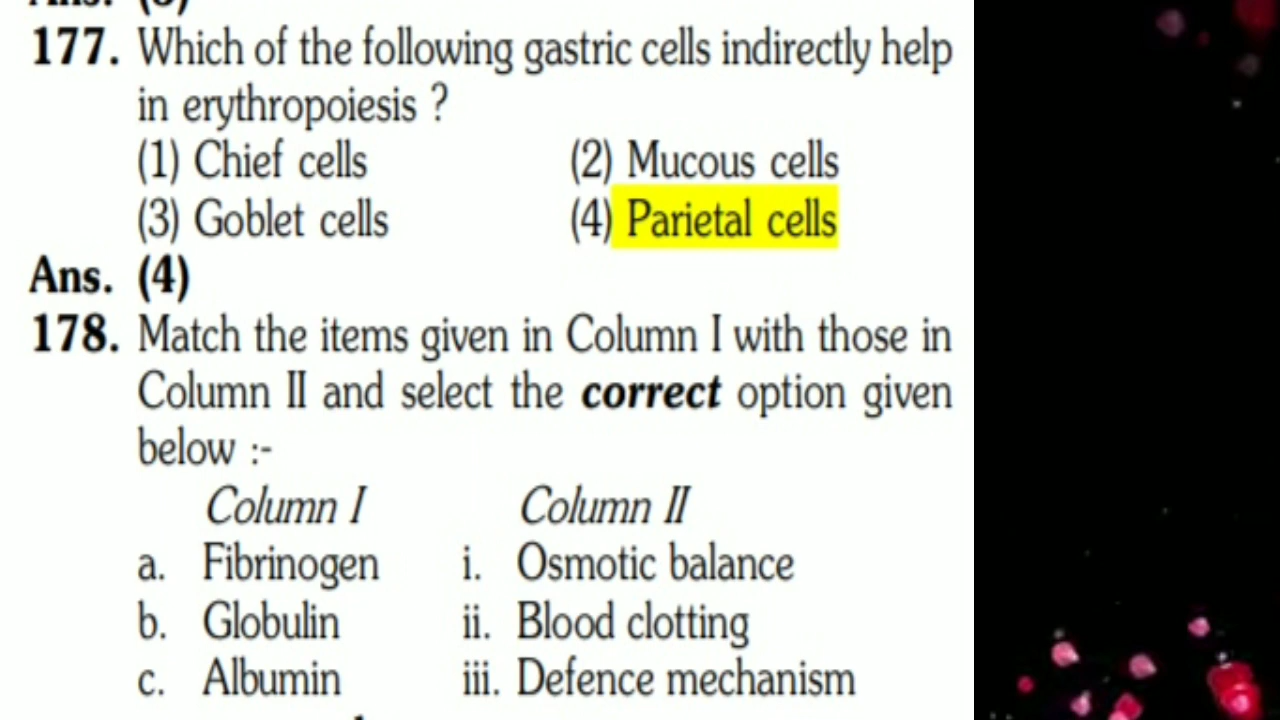 Ans. (3)
177. Which of the following gastric cells indirectly help
in erythropoiesis ?
(1) Chief cells (2) Mucous cells
(3) Goblet cells (4) Parietal cells
Ans. (4)
178. Match the items given in Column I with those in
Column II and select the correct option given
below :-
Column I Column II
a. Fibrinogen i. Osmotic balance
b. Globulin ii. Blood clotting
c. Albumin iii. Defence mechanism